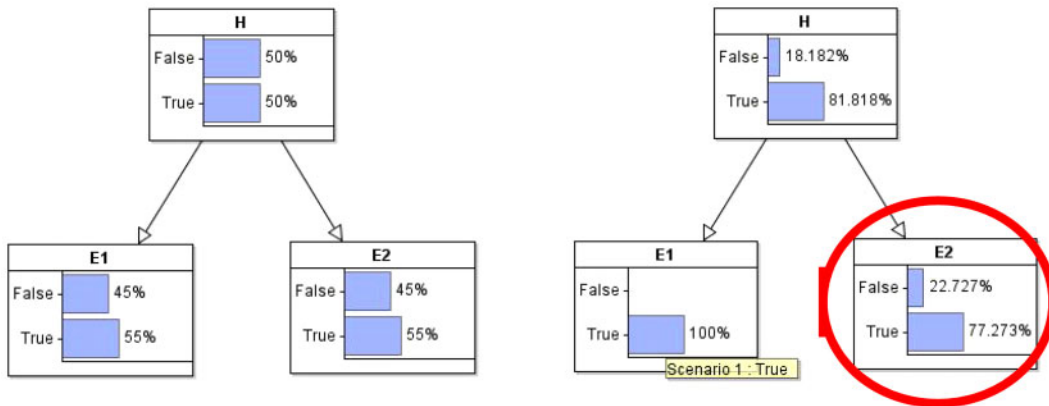 H
False 50%
True 50%
E1
False 45%
True 55%
E2
False 45%
True 55%
H
False 18.182%
True 81.818%
E1
False
True 100%
Scenario 1 : True
E2
False 22.727%
True 77.273%